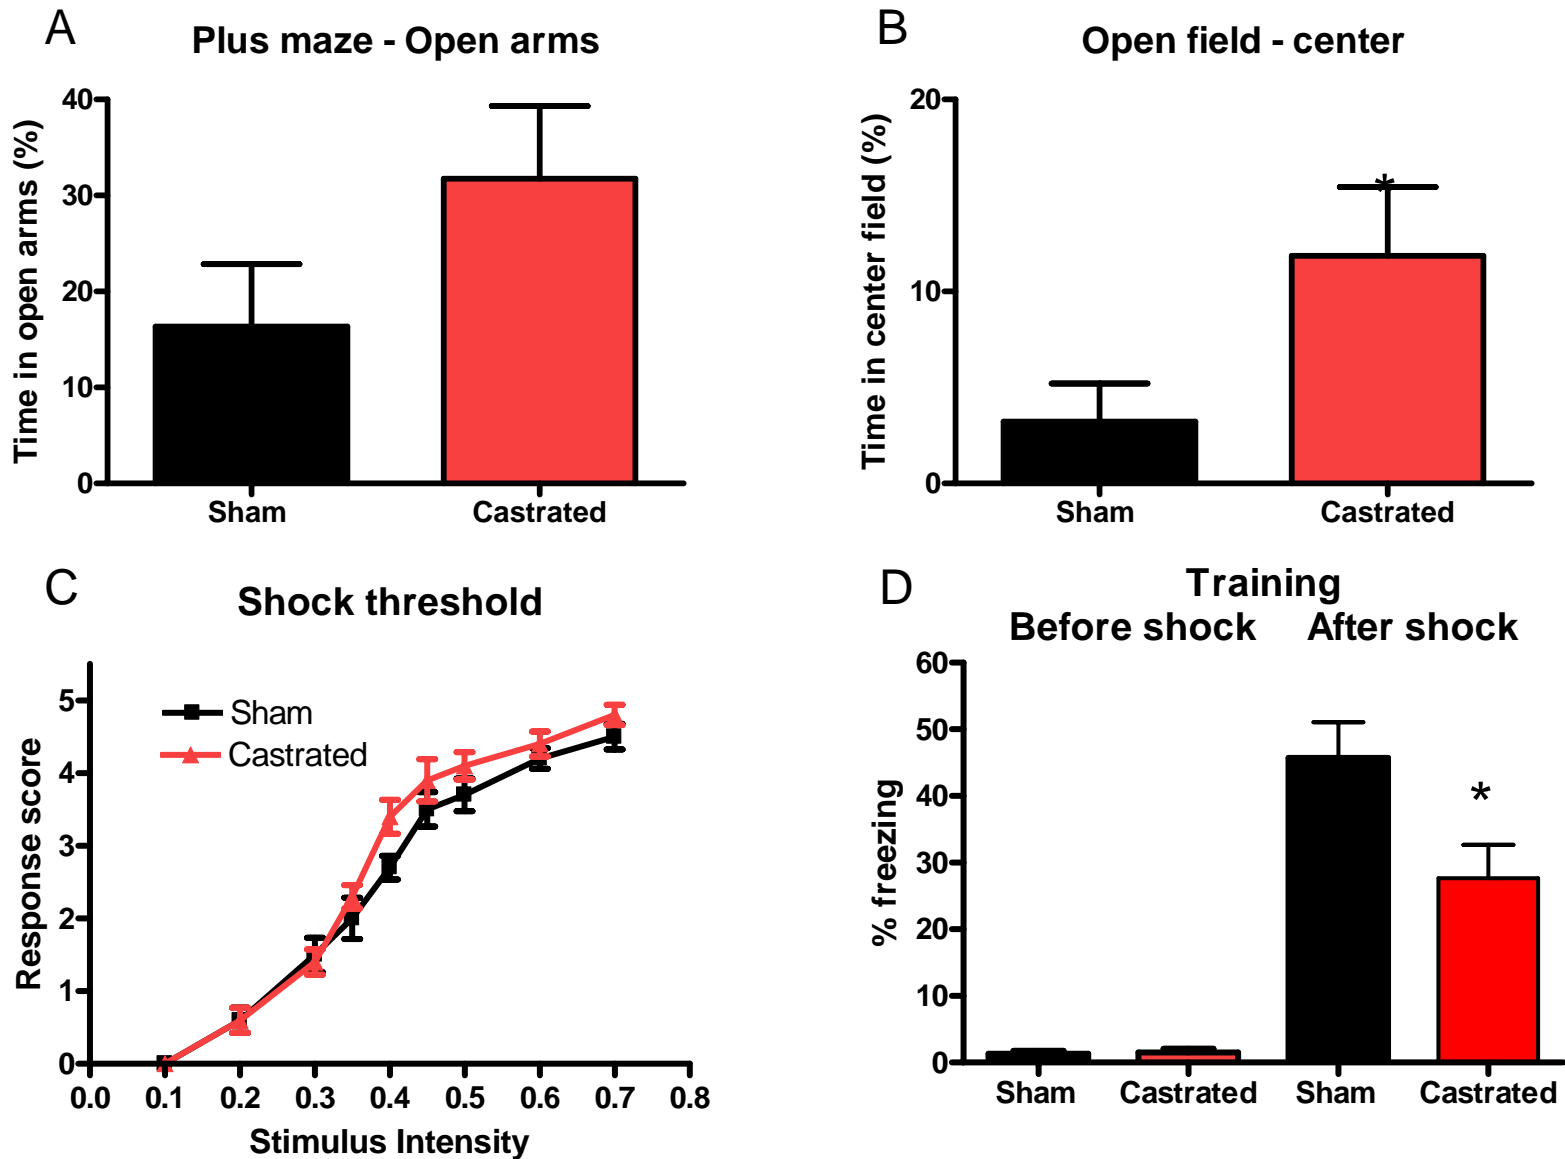 A
Plus maze - Open arms
Time in open arms (%)
40
30
20
10
0
Sham
Castrated
B
Open field - center
Time in center field (%)
20
10
0
*
Sham
Castrated
C
Shock threshold
Response score
5
4
3
2
1
0
Sham
Castrated
0.0 0.1 0.2 0.3 0.4 0.5 0.6 0.7 0.8
Stimulus Intensity
D
Training
Before shock After shock
% freezing
60
50
40
30
20
10
0
*
Sham Castrated Sham Castrated